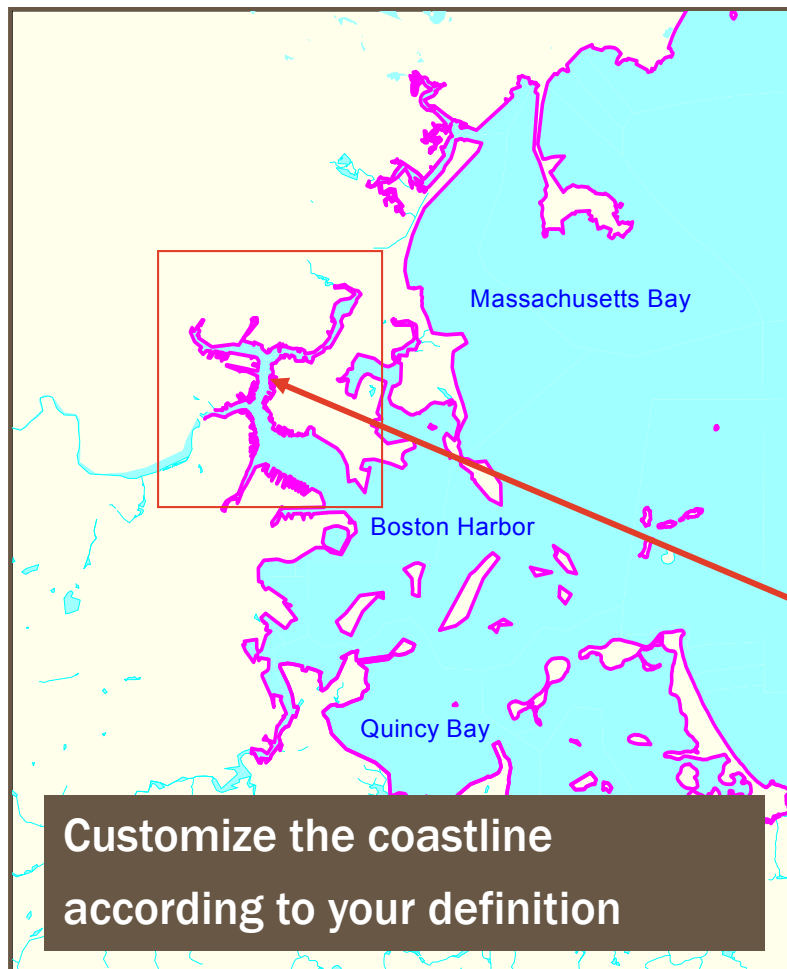 Massachusetts Bay
Boston Harbor
Quincy Bay
Customize the coastline
according to your definition